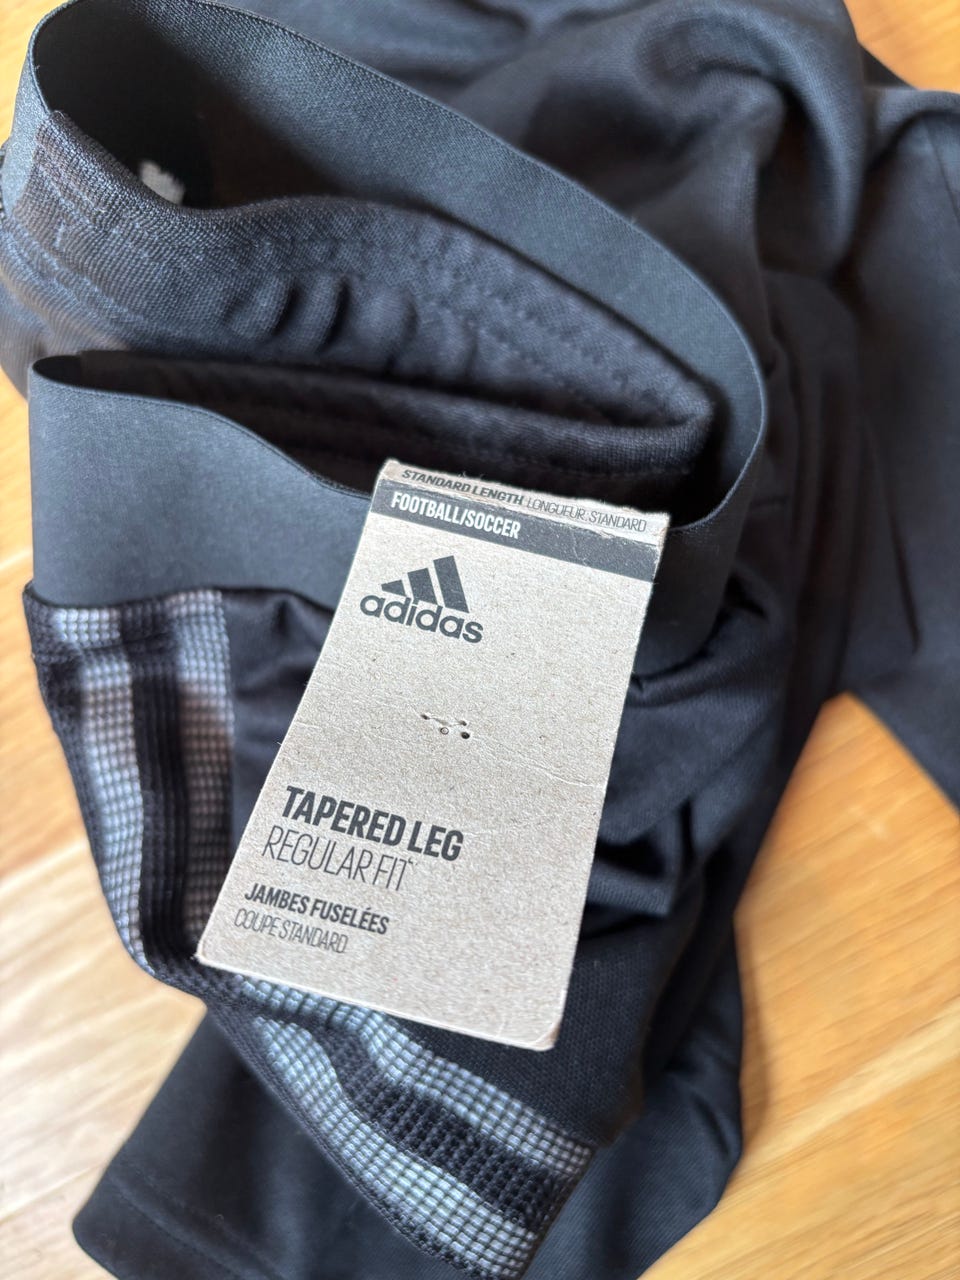 STANDARD LENGTH LONGUEUR STANDARD
FOOTBALL/SOCCER
adidas
TAPERED LEG
REGULAR FIT
JAMBES FUSELÉES
COUPE STANDARD